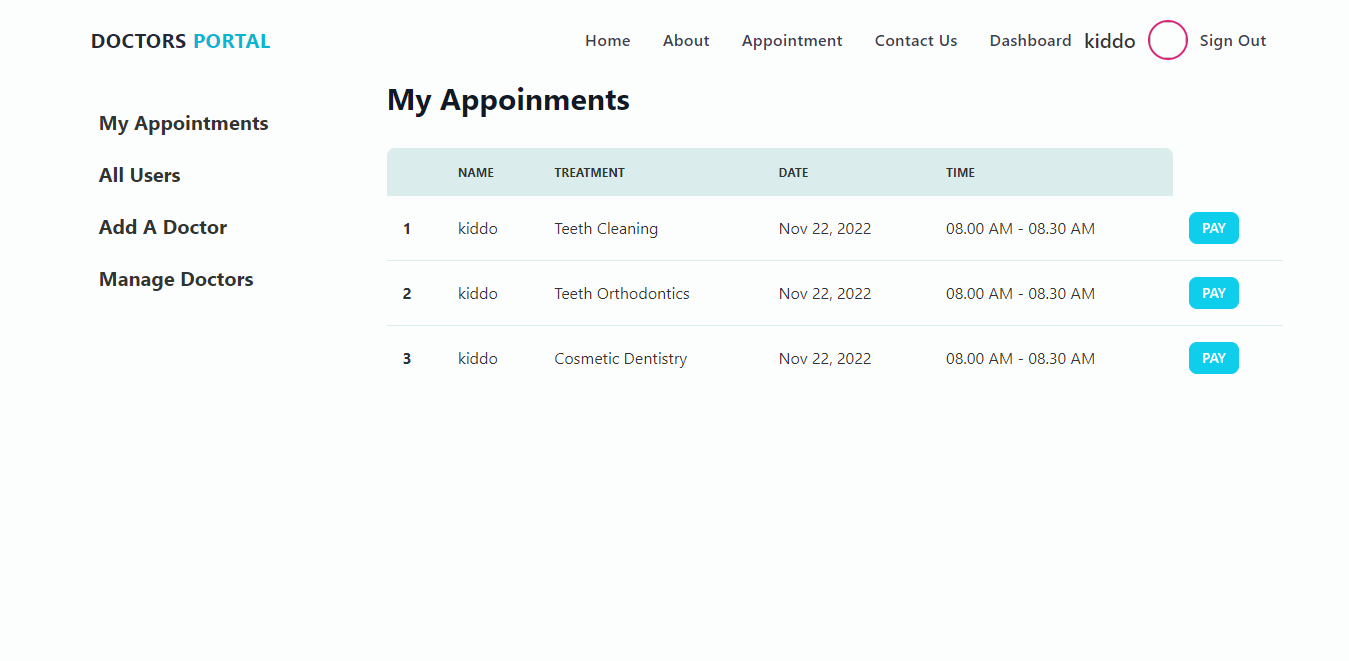 DOCTORS PORTAL Home About Appointment Contact Us Dashboard kiddo Sign Out
My Appointments
All Users
Add A Doctor
Manage Doctors
My Appoinments
NAME TREATMENT DATE TIME
1 kiddo Teeth Cleaning Nov 22, 2022 08.00 AM - 08.30 AM PAY
2 kiddo Teeth Orthodontics Nov 22, 2022 08.00 AM - 08.30 AM PAY
3 kiddo Cosmetic Dentistry Nov 22, 2022 08.00 AM - 08.30 AM PAY